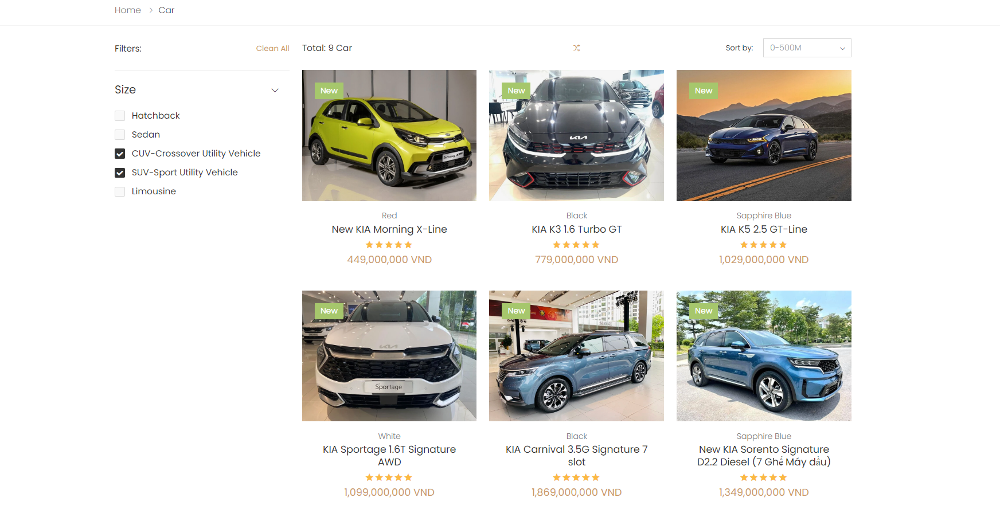 Home > Car
Filters:
Clean All
Total: 9 Car
Sort by:
0-500M
Size
Hatchback
Sedan
CUV-Crossover Utility Vehicle
SUV-Sport Utility Vehicle
Limousine
New
New
New
Morning
KIA
Red
New KIA Morning X-Line
449,000,000 VND
Black
KIA K3 1.6 Turbo GT
779,000,000 VND
Sapphire Blue
KIA K5 2.5 GT-Line
1,029,000,000 VND
New
New
New
SERVICE
KIA
Sportage
White
KIA Sportage 1.6T Signature
AWD
1,099,000,000 VND
Black
KIA Carnival 3.5G Signature 7
slot
1,869,000,000 VND
Sapphire Blue
New KIA Sorento Signature
D2.2 Diesel (7 Ghế Máy dầu)
1,349,000,000 VND